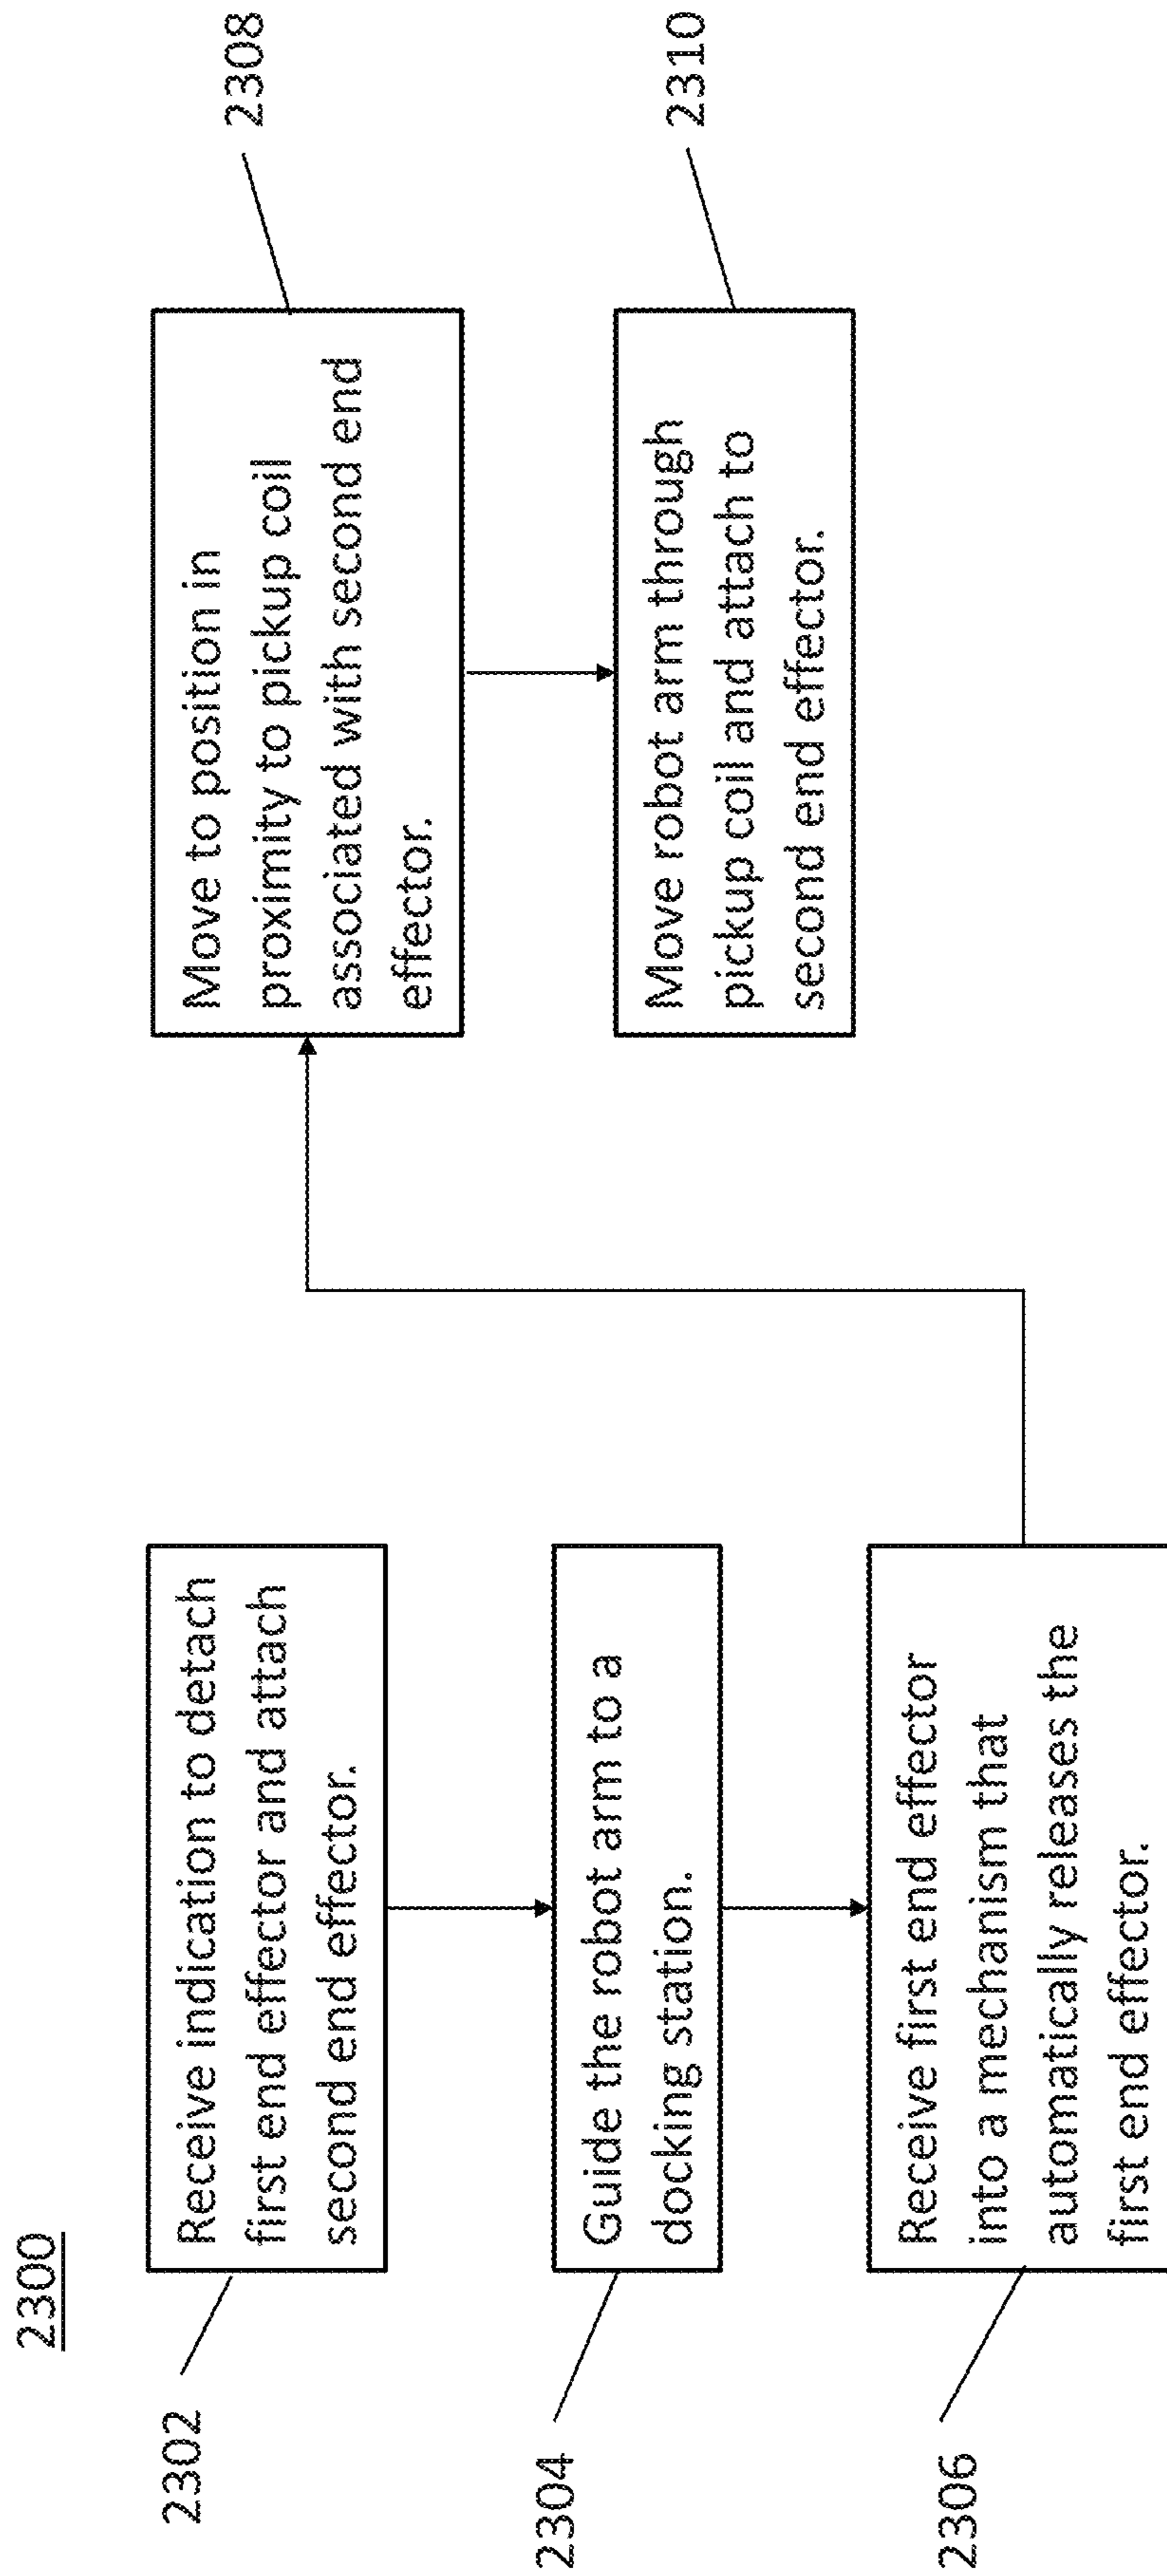 2300
2302
Receive indication to detach
first end effector and attach
second end effector.
2304
Guide the robot arm to a
docking station.
2306
Receive first end effector
into a mechanism that
automatically releases the
first end effector.
2308
Move to position in
proximity to pickup coil
associated with second end
effector.
2310
Move robot arm through
pickup coil and attach to
second end effector.